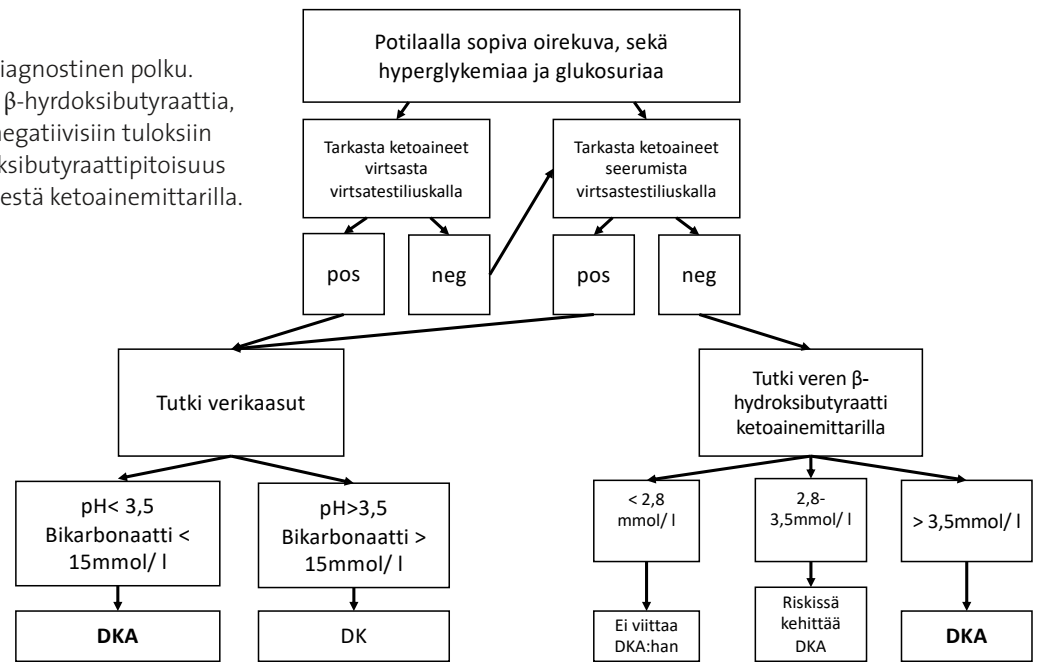 iagnostinen polku.
β-hyrdoksibutyraattia,
negatiivisiin tuloksiin
ksibutyraattipitoisuus
estä ketoainemittarilla.
Potilaalla sopiva oirekuva, sekä
hyperglykemiaa ja glukosuriaa
Tarkasta ketoaineet
virtsasta
virtsatestiliuskalla
Tarkasta ketoaineet
seerumista
virtsastestiliuskalla
pos
neg
pos
neg
Tutki verikaasut
Tutki veren β-
hydroksibutyraatti
ketoainemittarilla
pH< 3,5
Bikarbonaatti <
15mmol/ l
pH>3,5
Bikarbonaatti >
15mmol/ l
< 2,8
mmol/ l
2,8-
3,5mmol/ l
> 3,5mmol/ l
DKA
DK
Ei viittaa
DKA:han
Riskissä
kehittää
DKA
DKA